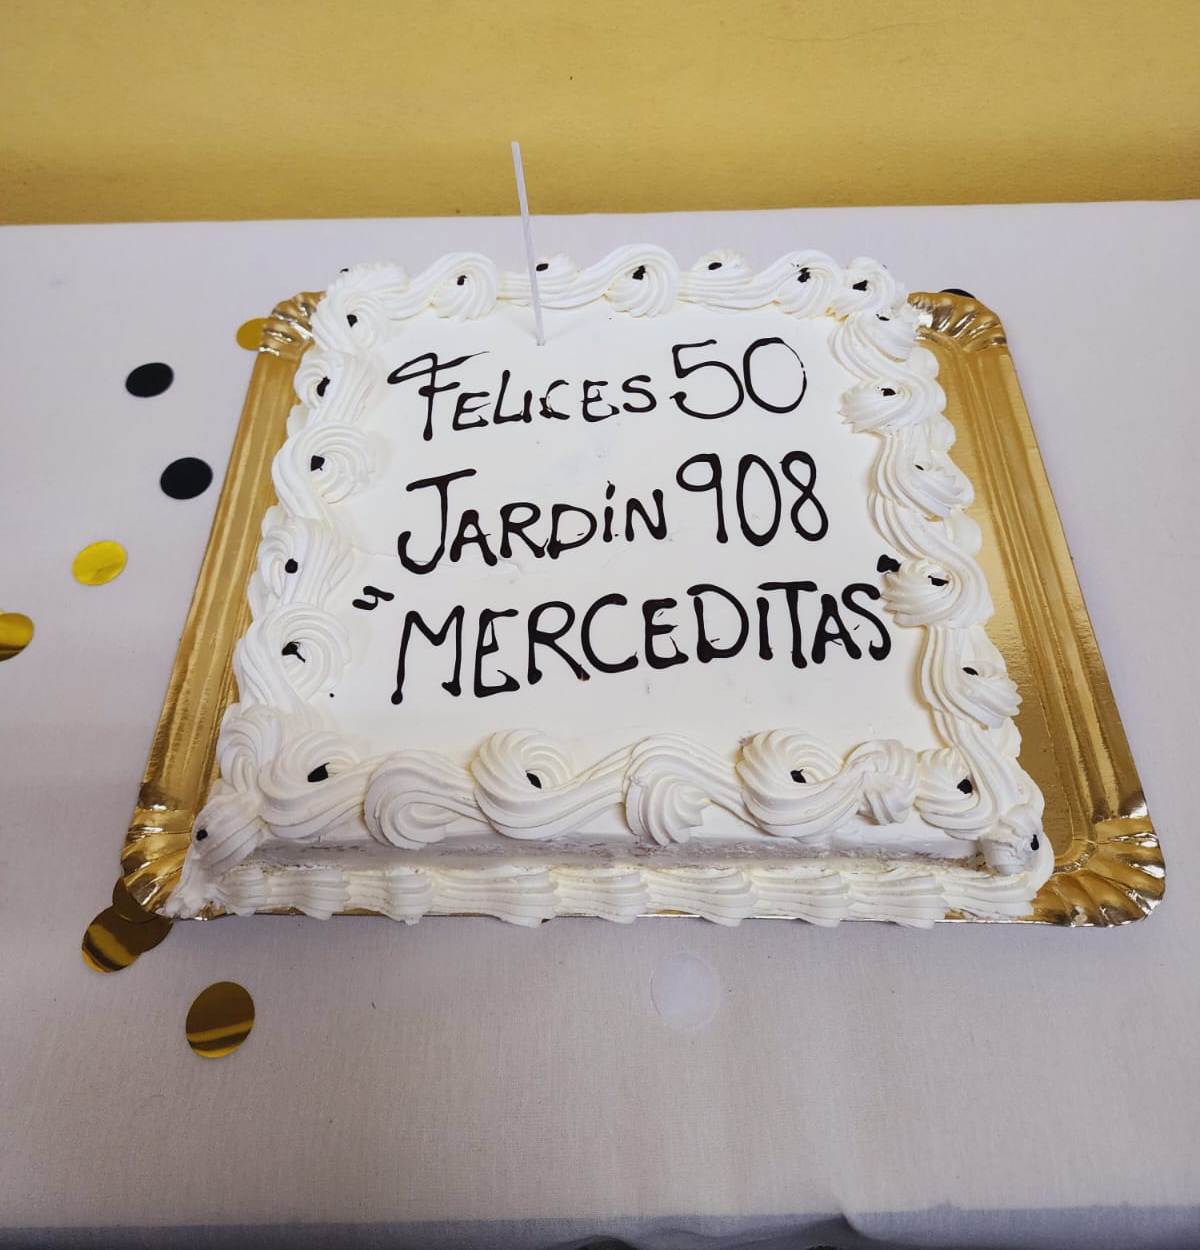 FELICES 50
JARDiN 908
"MERCEDITAS"